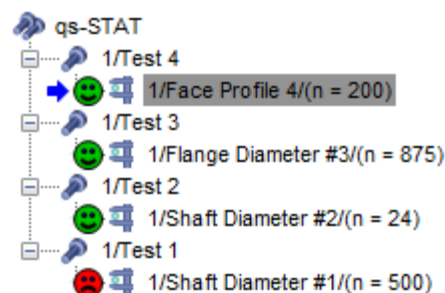 qs-STAT
1/Test 4
1/Face Profile 4/(n = 200)
1/Test 3
1/Flange Diameter #3/(n = 875)
1/Test 2
1/Shaft Diameter #2/(n = 24)
1/Test 1
1/Shaft Diameter #1/(n = 500)